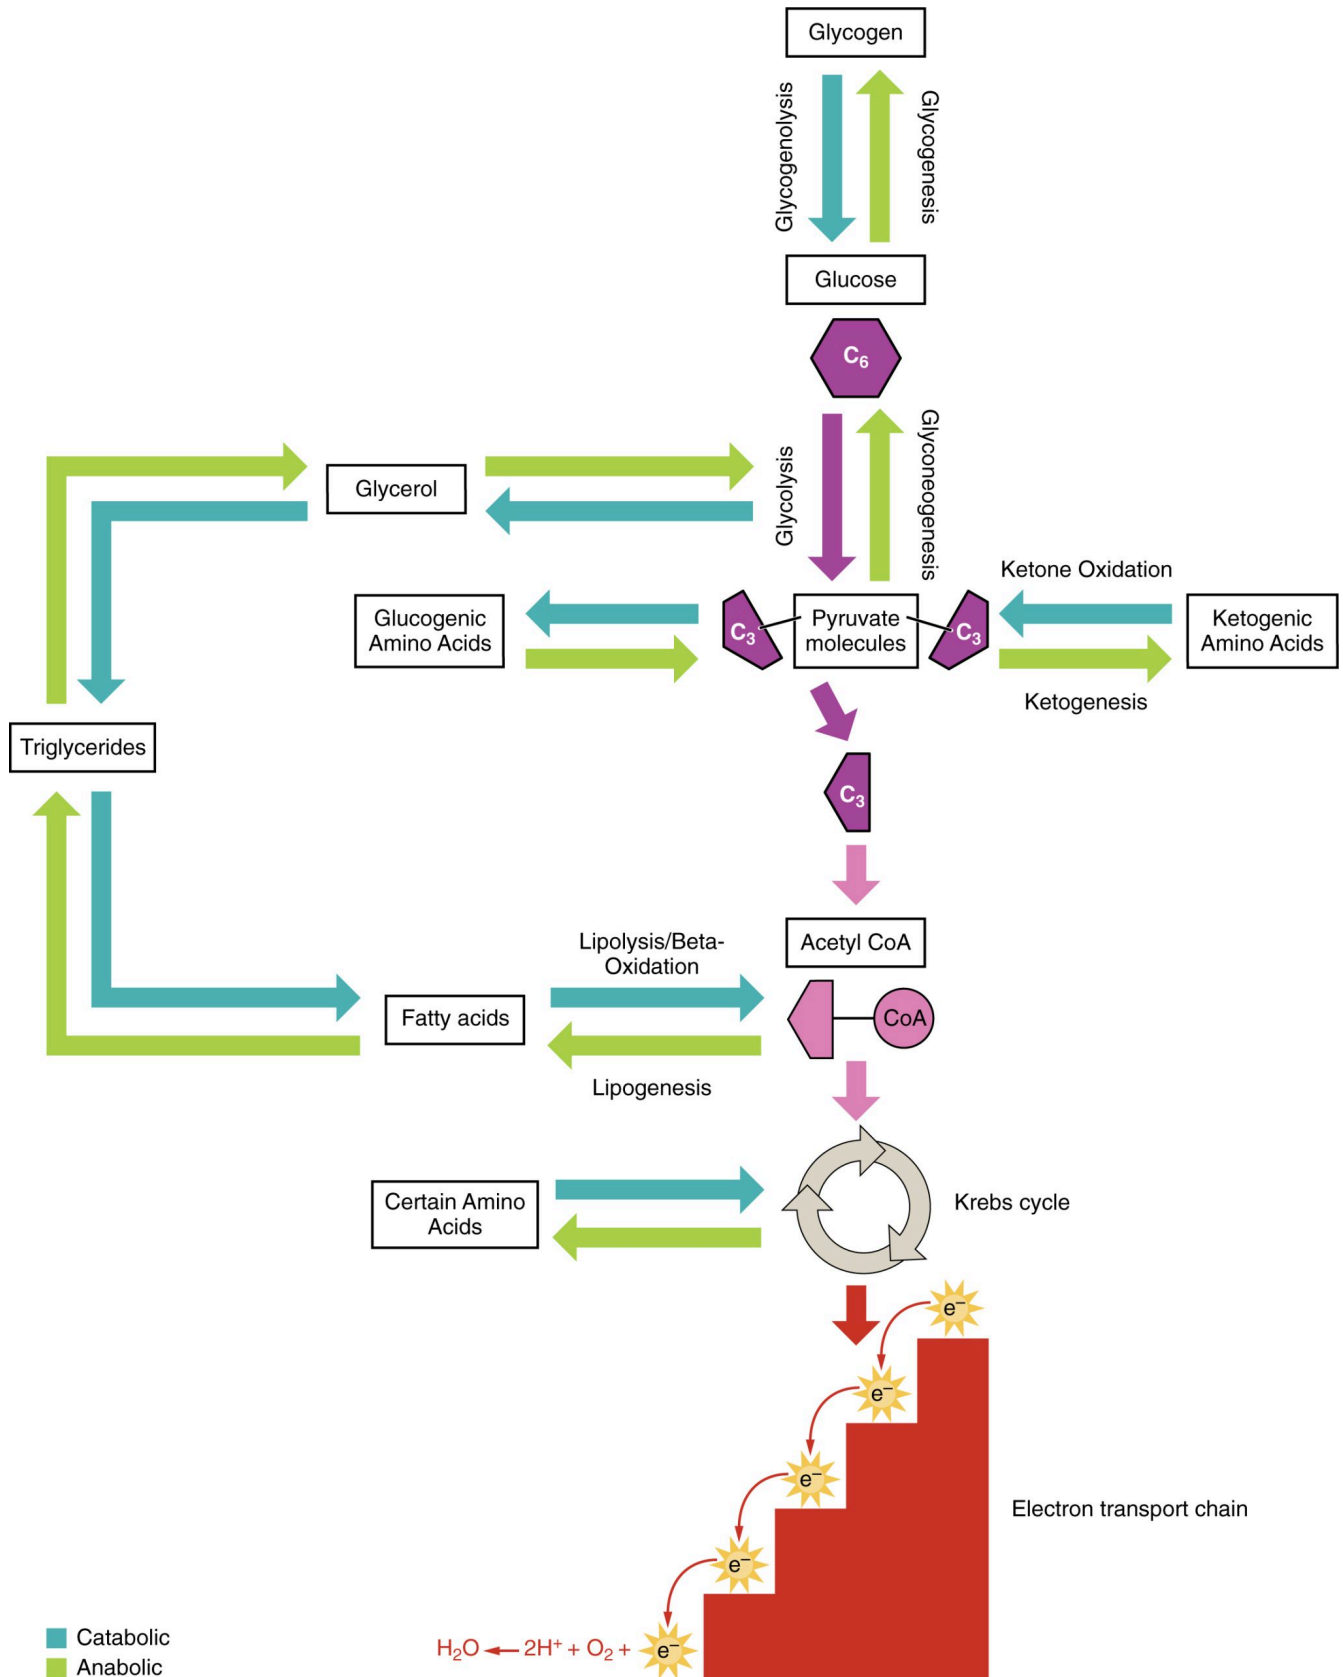 Glycogen
Glycogenolysis
Glycogenesis
Glucose
C₆
Glycolysis
Glyconeogenesis
Glycerol
Glucogenic
Amino Acids
C₃
Pyruvate
molecules
C₃
Ketone Oxidation
Ketogenic
Amino Acids
Ketogenesis
Triglycerides
C₃
Acetyl CoA
Lipolysis/Beta-
Oxidation
Fatty acids
CoA
Lipogenesis
Certain Amino
Acids
Krebs cycle
e⁻
e⁻
e⁻
Electron transport chain
e⁻
H₂O ← 2H⁺ + O₂ + e⁻
Catabolic
Anabolic